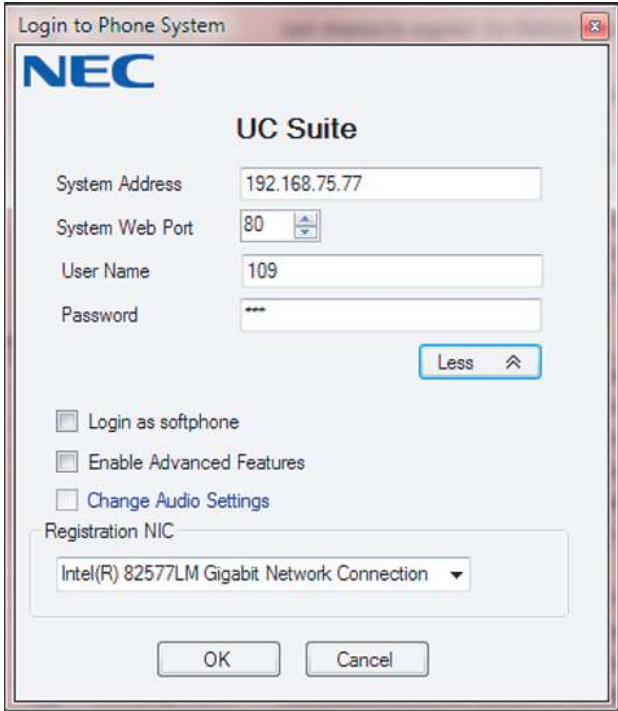 Login to Phone System
NEC
UC Suite
System Address 192.168.75.77
System Web Port 80
User Name 109
Password ***
Less
Login as softphone
Enable Advanced Features
Change Audio Settings
Registration NIC
Intel(R) 82577LM Gigabit Network Connection
OK Cancel